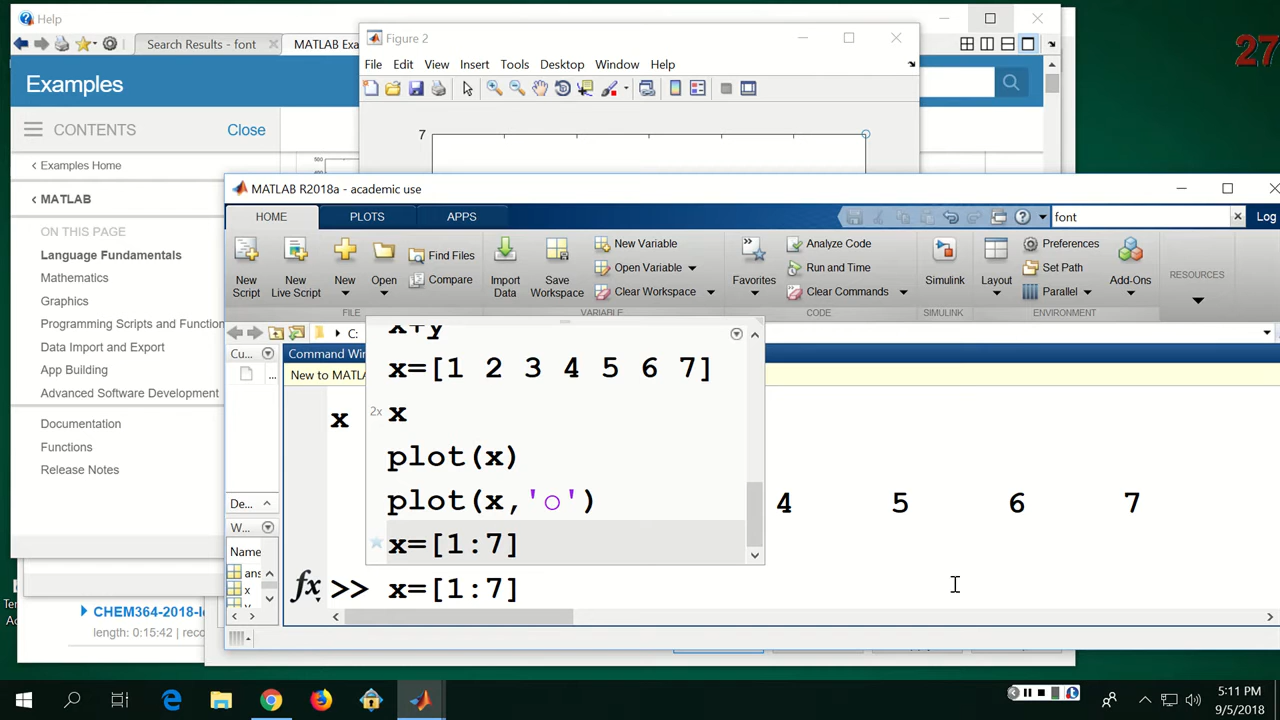 Help
27
Search Results - font
MATLAB Exa
Figure 2
File Edit View Insert Tools Desktop Window Help
Examples
CONTENTS
Close
Examples Home
MATLAB
ON THIS PAGE
Language Fundamentals
Mathematics
Graphics
Programming Scripts and Function
Data Import and Export
App Building
Advanced Software Development
Documentation
Functions
Release Notes
7
MATLAB R2018a - academic use
HOME PLOTS APPS
font
Log
New Script
New Live Script
New
Open
Find Files
Compare
Import Data
Save Workspace
New Variable
Open Variable
Clear Workspace
Favorites
Analyze Code
Run and Time
Clear Commands
Simulink
Layout
Preferences
Set Path
Parallel
Add-Ons
RESOURCES
FILE VARIABLE CODE SIMULINK ENVIRONMENT
C:
Cu...
...
De...
W...
Name
ans
x
Command Win
New to MATL
x
4 5 6 7
x+y
x=[1 2 3 4 5 6 7]
2x x
plot(x)
plot(x,'o')
x=[1:7]
fx >> x=[1:7]
CHEM364-2018-le
length: 0:15:42 | reco
5:11 PM
9/5/2018